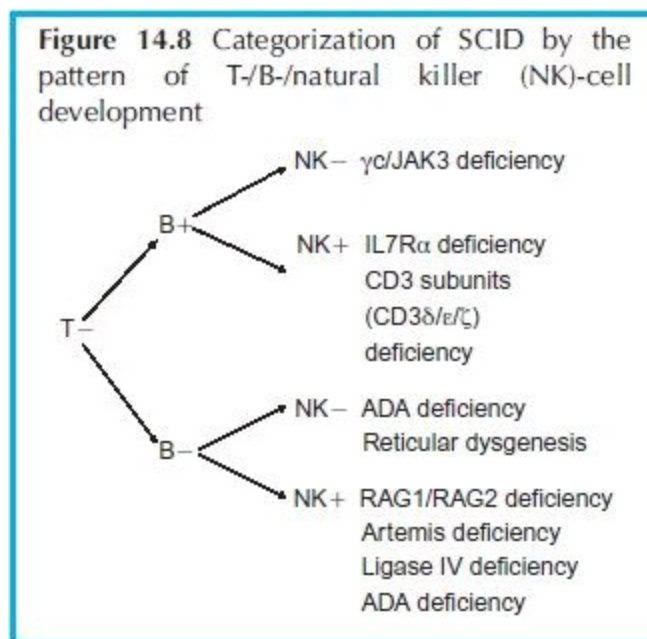 Figure 14.8 Categorization of SCID by the
pattern of T-/B-/natural killer (NK)-cell
development
NK− γc/JAK3 deficiency
B+
NK+ IL7Rα deficiency
CD3 subunits
(CD3δ/ε/ζ)
deficiency
T−
NK− ADA deficiency
Reticular dysgenesis
B−
NK+ RAG1/RAG2 deficiency
Artemis deficiency
Ligase IV deficiency
ADA deficiency